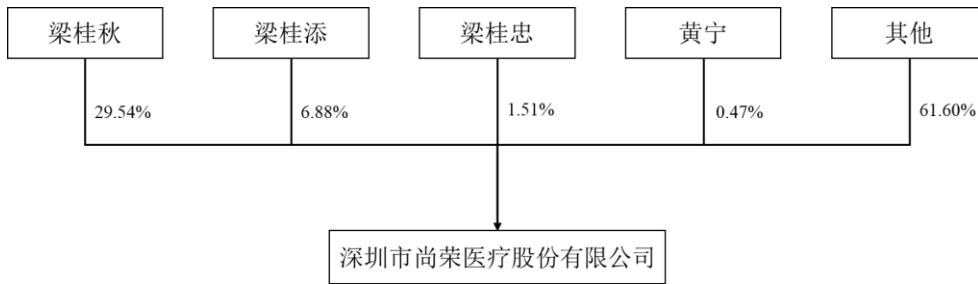 梁桂秋
梁桂添
梁桂忠
黄宁
其他
29.54%
6.88%
1.51%
0.47%
61.60%
深圳市尚荣医疗股份有限公司